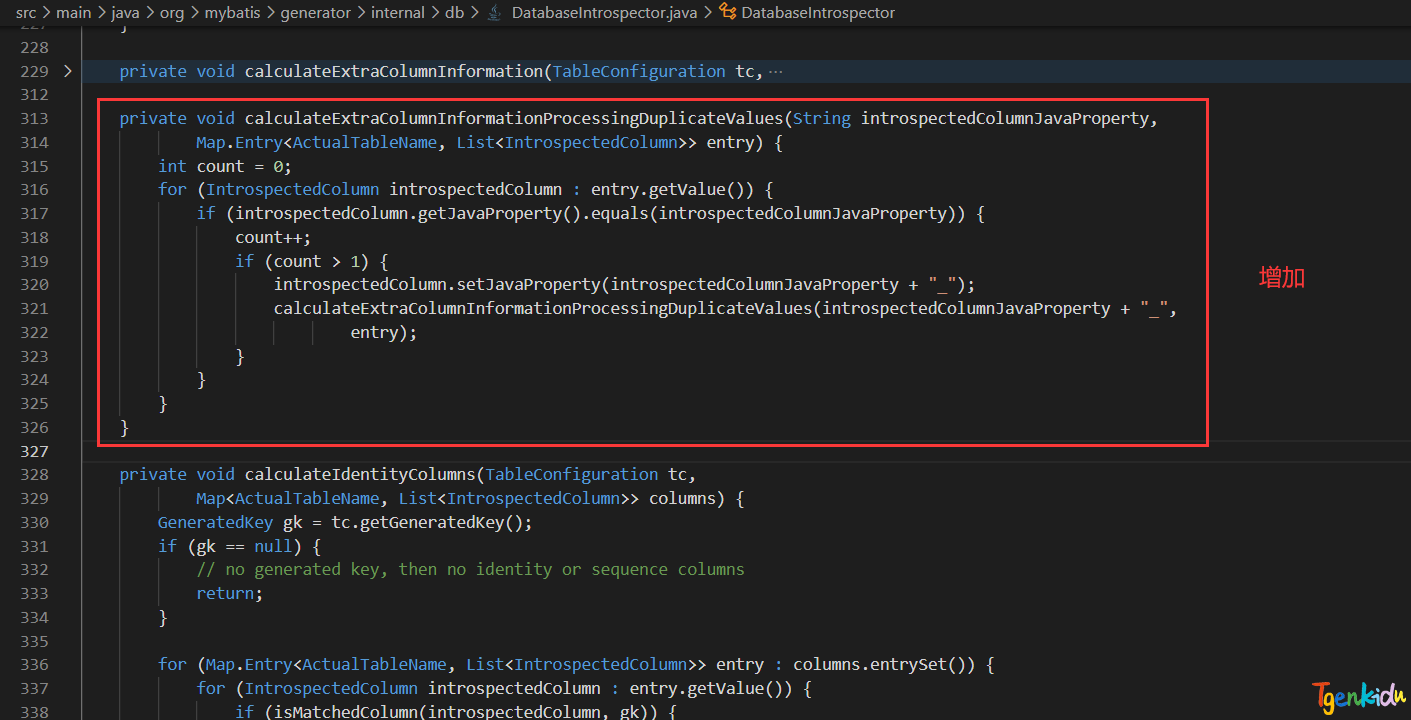 src > main > java > org > mybatis > generator > internal > db > DatabaseIntrospector.java > DatabaseIntrospector
227 }
228
229 > private void calculateExtraColumnInformation(TableConfiguration tc, ···
312
313 private void calculateExtraColumnInformationProcessingDuplicateValues(String introspectedColumnJavaProperty,
314 Map.Entry<ActualTableName, List<IntrospectedColumn>> entry) {
315 int count = 0;
316 for (IntrospectedColumn introspectedColumn : entry.getValue()) {
317 if (introspectedColumn.getJavaProperty().equals(introspectedColumnJavaProperty)) {
318 count++;
319 if (count > 1) {
320 introspectedColumn.setJavaProperty(introspectedColumnJavaProperty + "_");
321 calculateExtraColumnInformationProcessingDuplicateValues(introspectedColumnJavaProperty + "_",
322 entry);
323 }
324 }
325 }
326 }
327
328 private void calculateIdentityColumns(TableConfiguration tc,
329 Map<ActualTableName, List<IntrospectedColumn>> columns) {
330 GeneratedKey gk = tc.getGeneratedKey();
331 if (gk == null) {
332 // no generated key, then no identity or sequence columns
333 return;
334 }
335
336 for (Map.Entry<ActualTableName, List<IntrospectedColumn>> entry : columns.entrySet()) {
337 for (IntrospectedColumn introspectedColumn : entry.getValue()) {
338 if (isMatchedColumn(introspectedColumn, gk)) {
增加
Tgenkidu